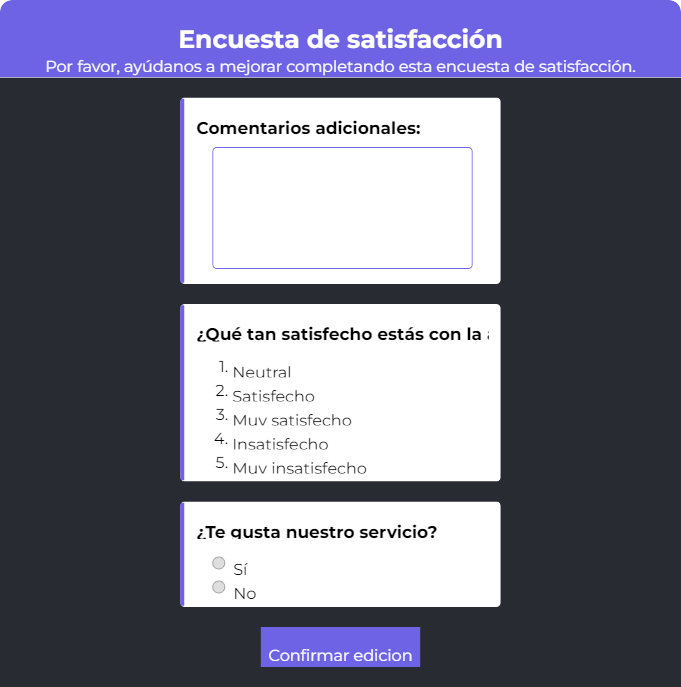 Encuesta de satisfacción
Por favor, ayúdanos a mejorar completando esta encuesta de satisfacción.
Comentarios adicionales:
¿Qué tan satisfecho estás con la
1. Neutral
2. Satisfecho
3. Muy satisfecho
4. Insatisfecho
5. Muy insatisfecho
¿Te gusta nuestro servicio?
Sí
No
Confirmar edicion